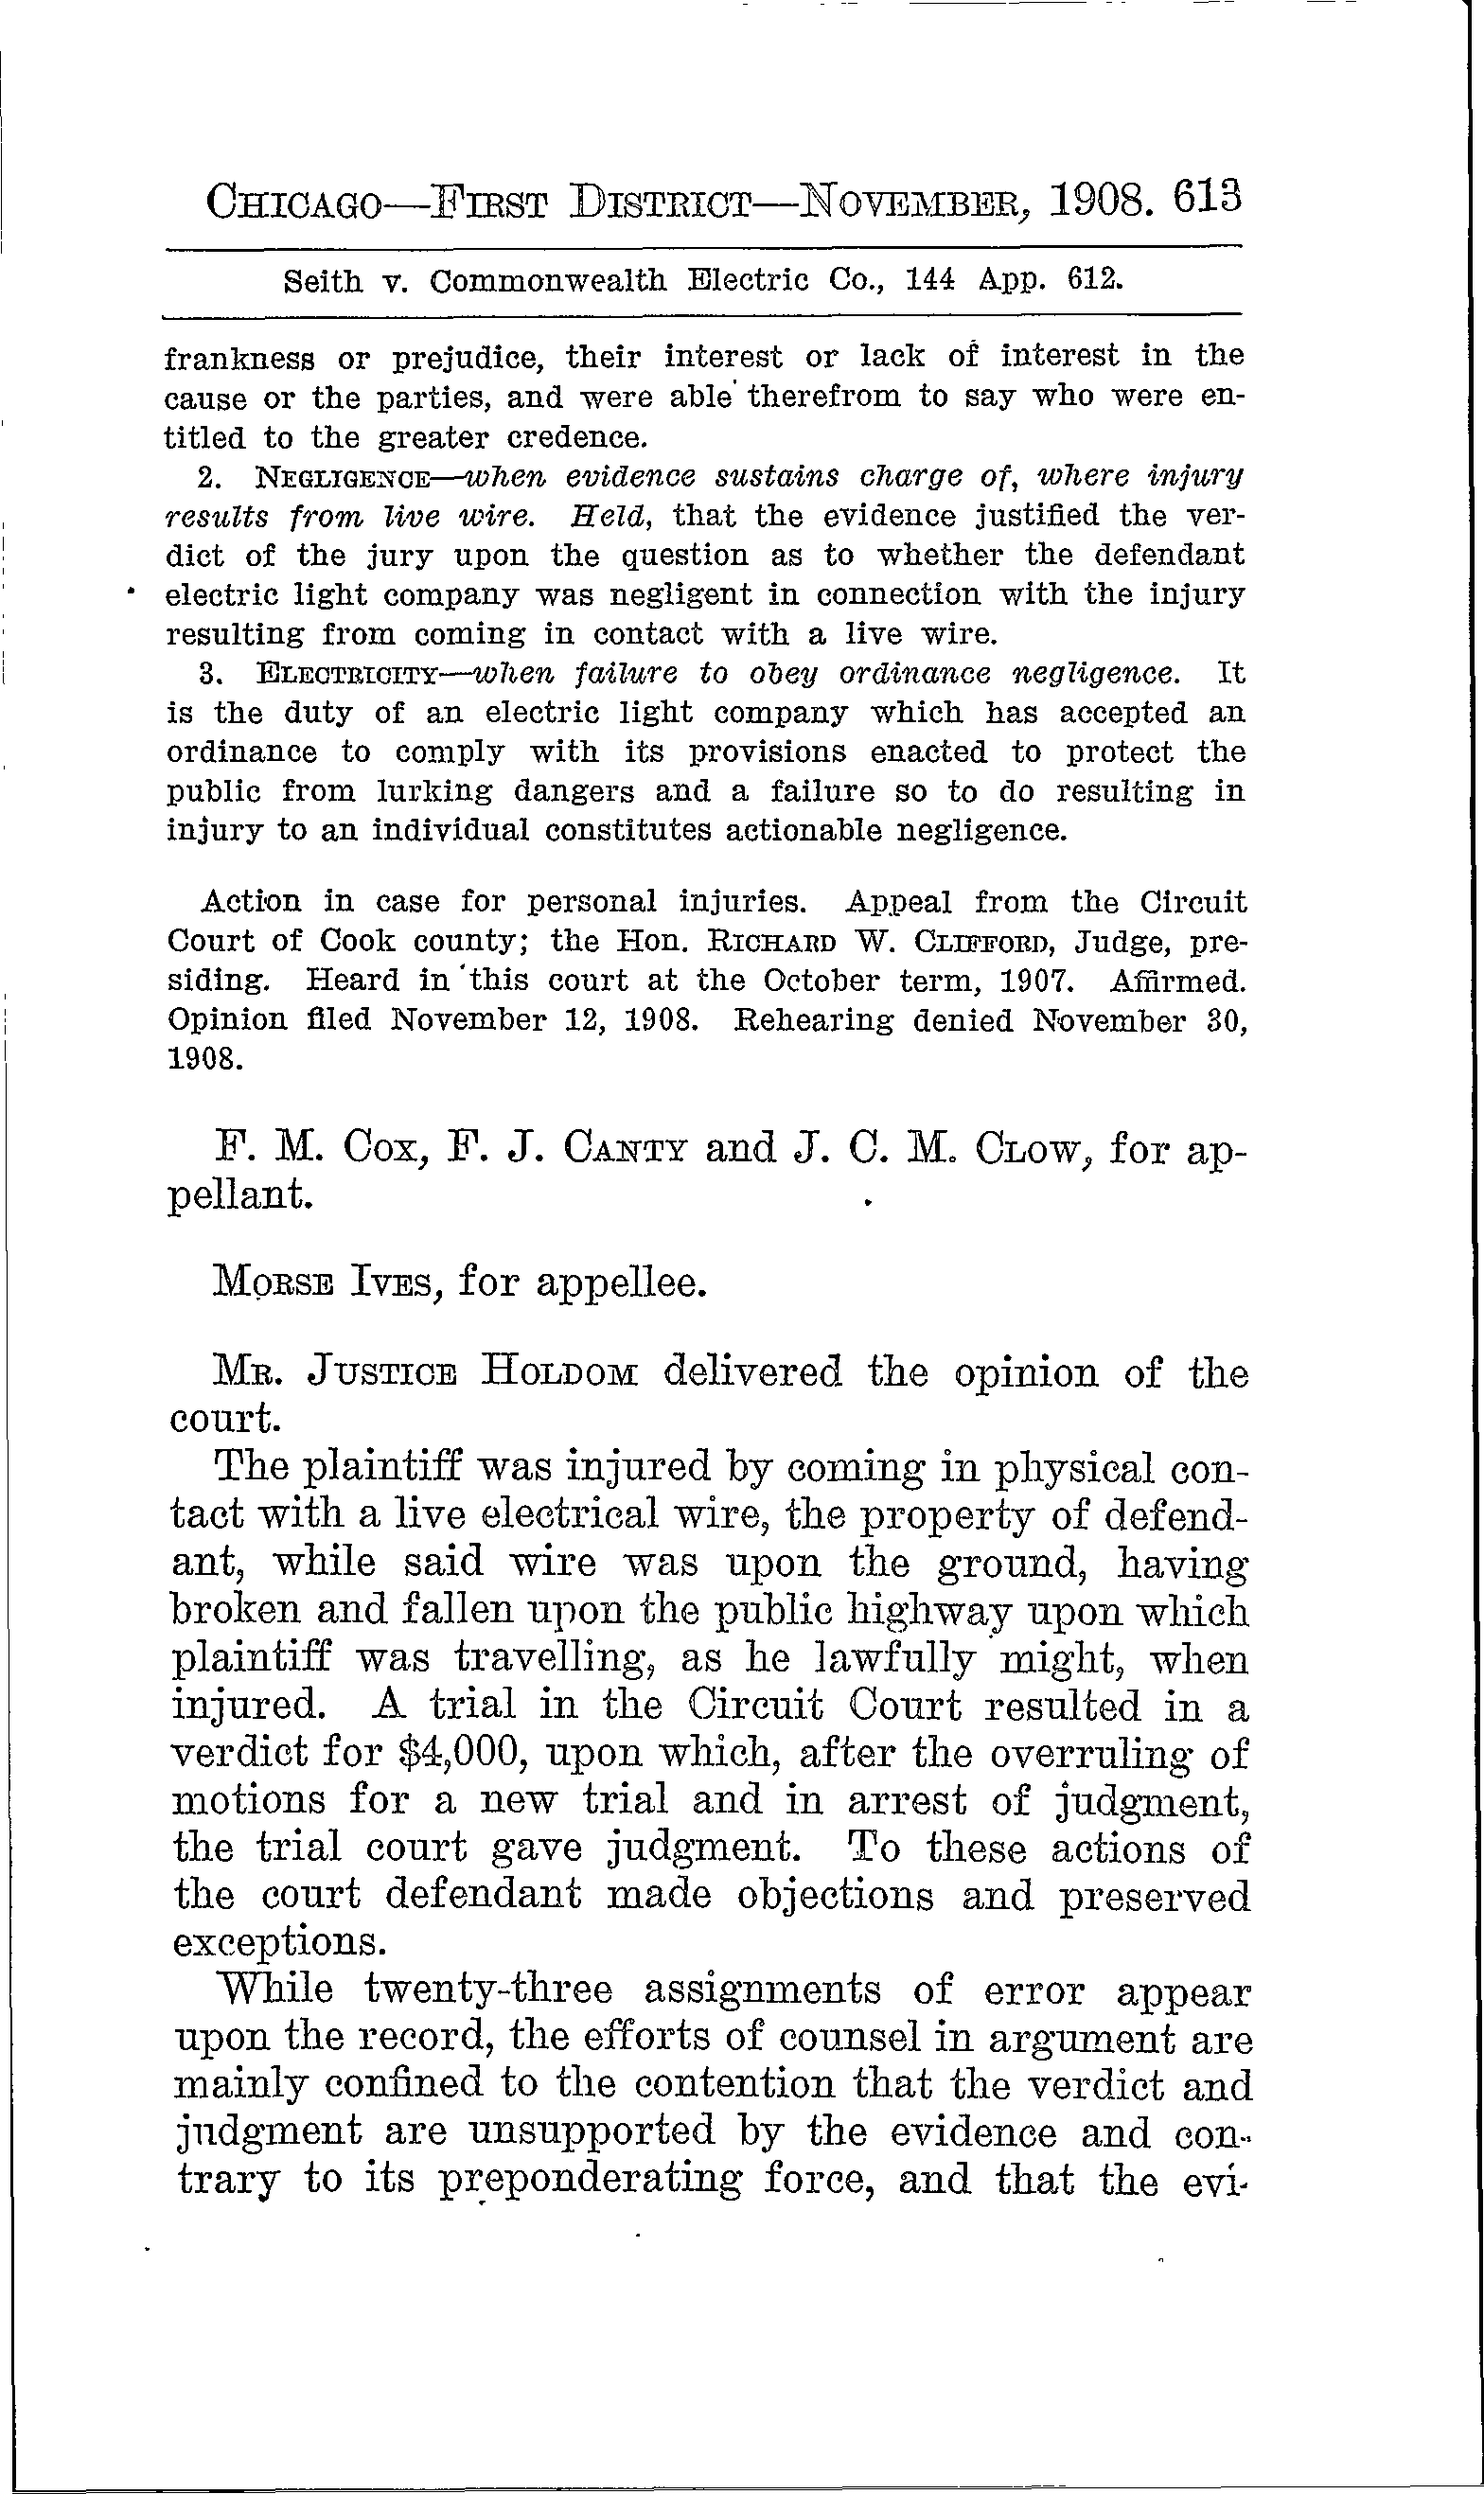 CHICAGO—FIRST DISTRICT—NOVEMBER, 1908. 613
Seith v. Commonwealth Electric Co., 144 App. 612.
frankness or prejudice, their interest or lack of interest in the
cause or the parties, and were able therefrom to say who were en-
titled to the greater credence.
2. NEGLIGENCE—when evidence sustains charge of, where injury
results from live wire. Held, that the evidence justified the ver-
dict of the jury upon the question as to whether the defendant
electric light company was negligent in connection with the injury
resulting from coming in contact with a live wire.
3. ELECTRICITY—when failure to obey ordinance negligence. It
is the duty of an electric light company which has accepted an
ordinance to comply with its provisions enacted to protect the
public from lurking dangers and a failure so to do resulting in
injury to an individual constitutes actionable negligence.
Action in case for personal injuries. Appeal from the Circuit
Court of Cook county; the Hon. RICHARD W. CLIFFORD, Judge, pre-
siding. Heard in this court at the October term, 1907. Affirmed.
Opinion filed November 12, 1908. Rehearing denied November 30,
1908.
F. M. COX, F. J. CANTY and J. C. M. CLOW, for ap-
pellant.
MORSE IVES, for appellee.
MR. JUSTICE HOLDOM delivered the opinion of the
court.
The plaintiff was injured by coming in physical con-
tact with a live electrical wire, the property of defend-
ant, while said wire was upon the ground, having
broken and fallen upon the public highway upon which
plaintiff was travelling, as he lawfully might, when
injured. A trial in the Circuit Court resulted in a
verdict for $4,000, upon which, after the overruling of
motions for a new trial and in arrest of judgment,
the trial court gave judgment. To these actions of
the court defendant made objections and preserved
exceptions.
While twenty-three assignments of error appear
upon the record, the efforts of counsel in argument are
mainly confined to the contention that the verdict and
judgment are unsupported by the evidence and con-
trary to its preponderating force, and that the evi-